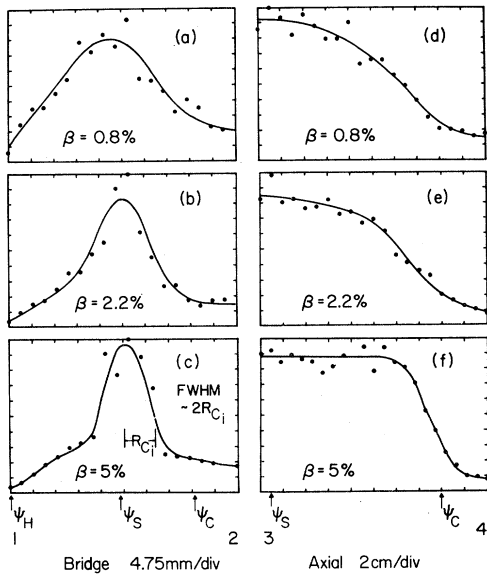 (a)
β = 0.8%
(d)
β = 0.8%
(b)
β = 2.2%
(e)
β = 2.2%
(c)
FWHM
~ 2R_Ci
R_Ci
β = 5%
(f)
β = 5%
ψ_H ψ_S ψ_C
1 2
ψ_S ψ_C
3 4
Bridge 4.75mm/div
Axial 2cm/div